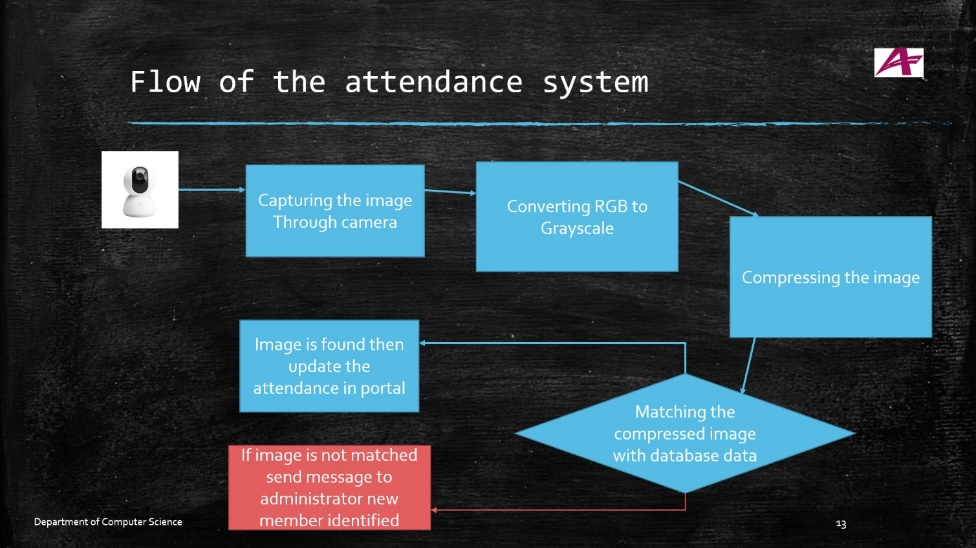 Flow of the attendance system
Capturing the image
Through camera
Converting RGB to
Grayscale
Compressing the image
Image is found then
update the
attendance in portal
Matching the
compressed image
with database data
If image is not matched
send message to
administrator new
member identified
Department of Computer Science
13